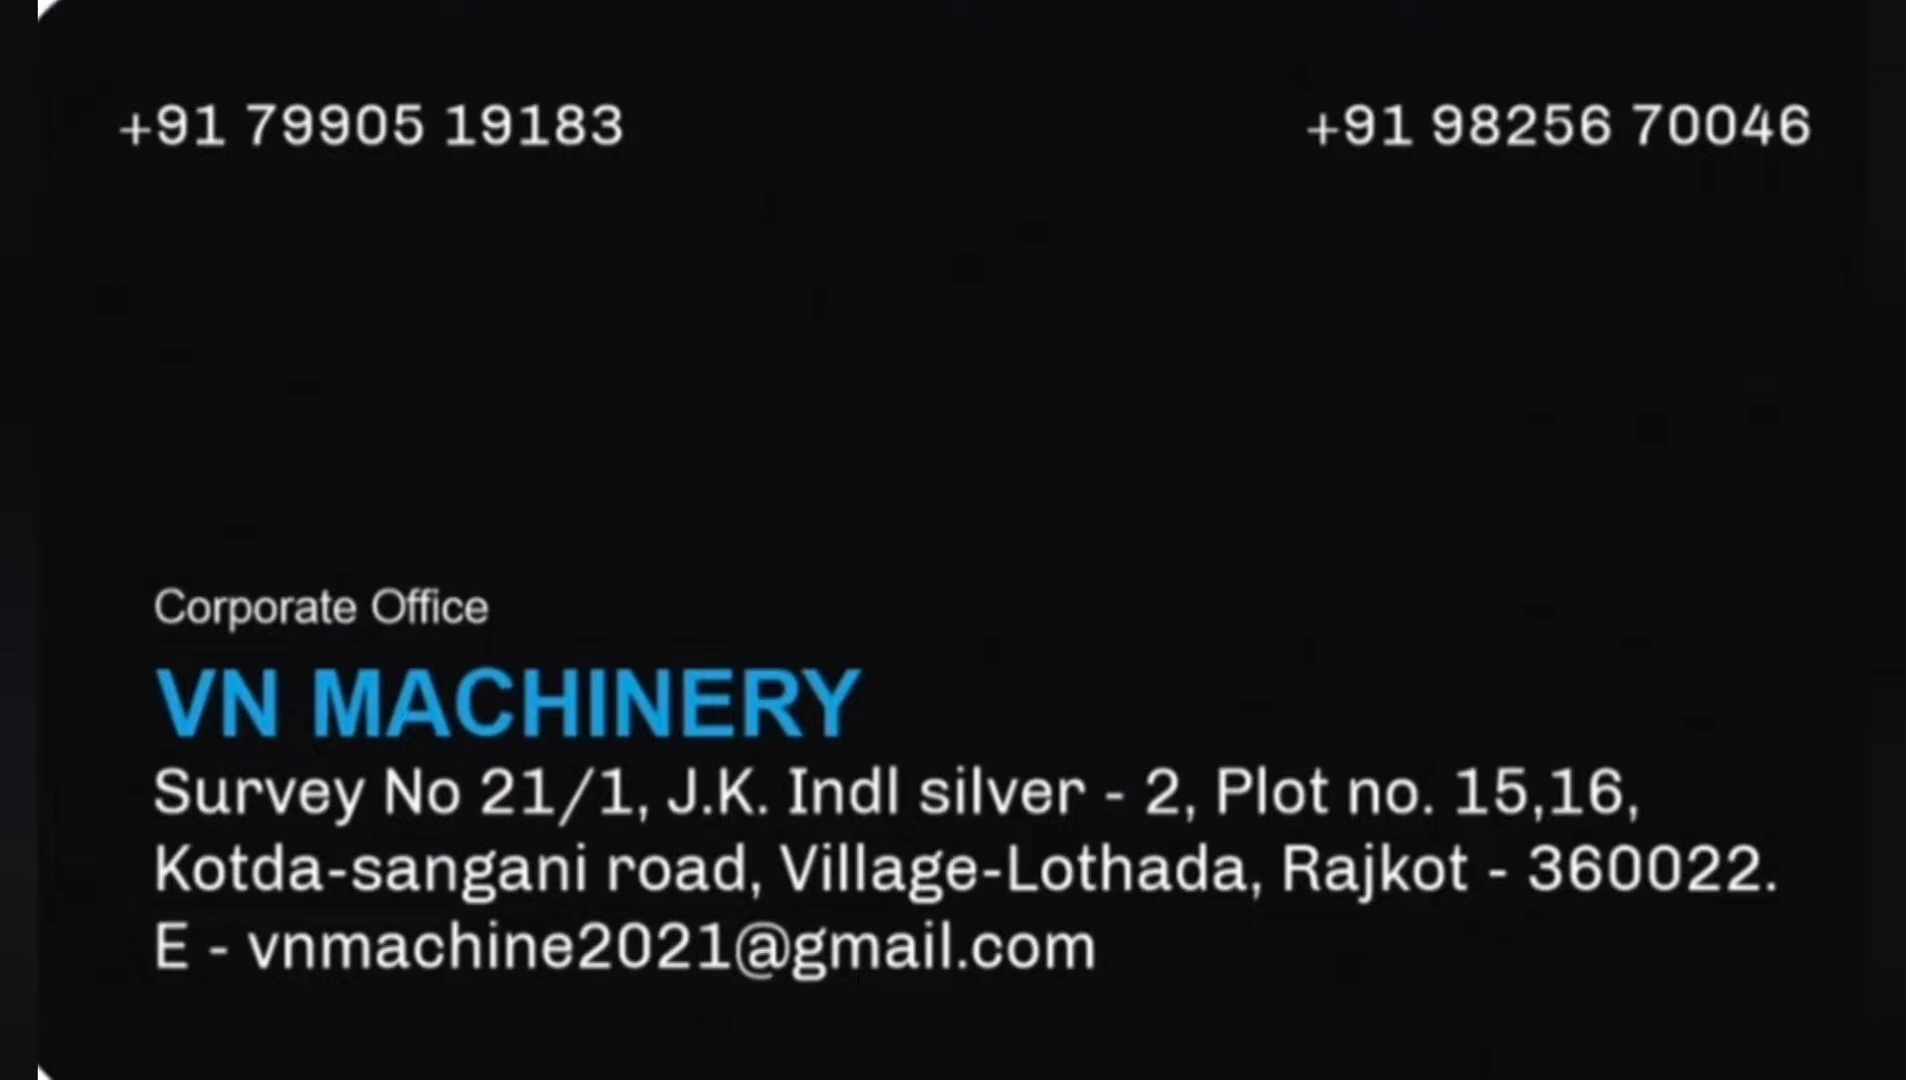 +91 79905 19183
+91 98256 70046
Corporate Office
VN MACHINERY
Survey No 21/1, J.K. Indl silver - 2, Plot no. 15,16,
Kotda-sangani road, Village-Lothada, Rajkot - 360022.
E - vnmachine2021@gmail.com